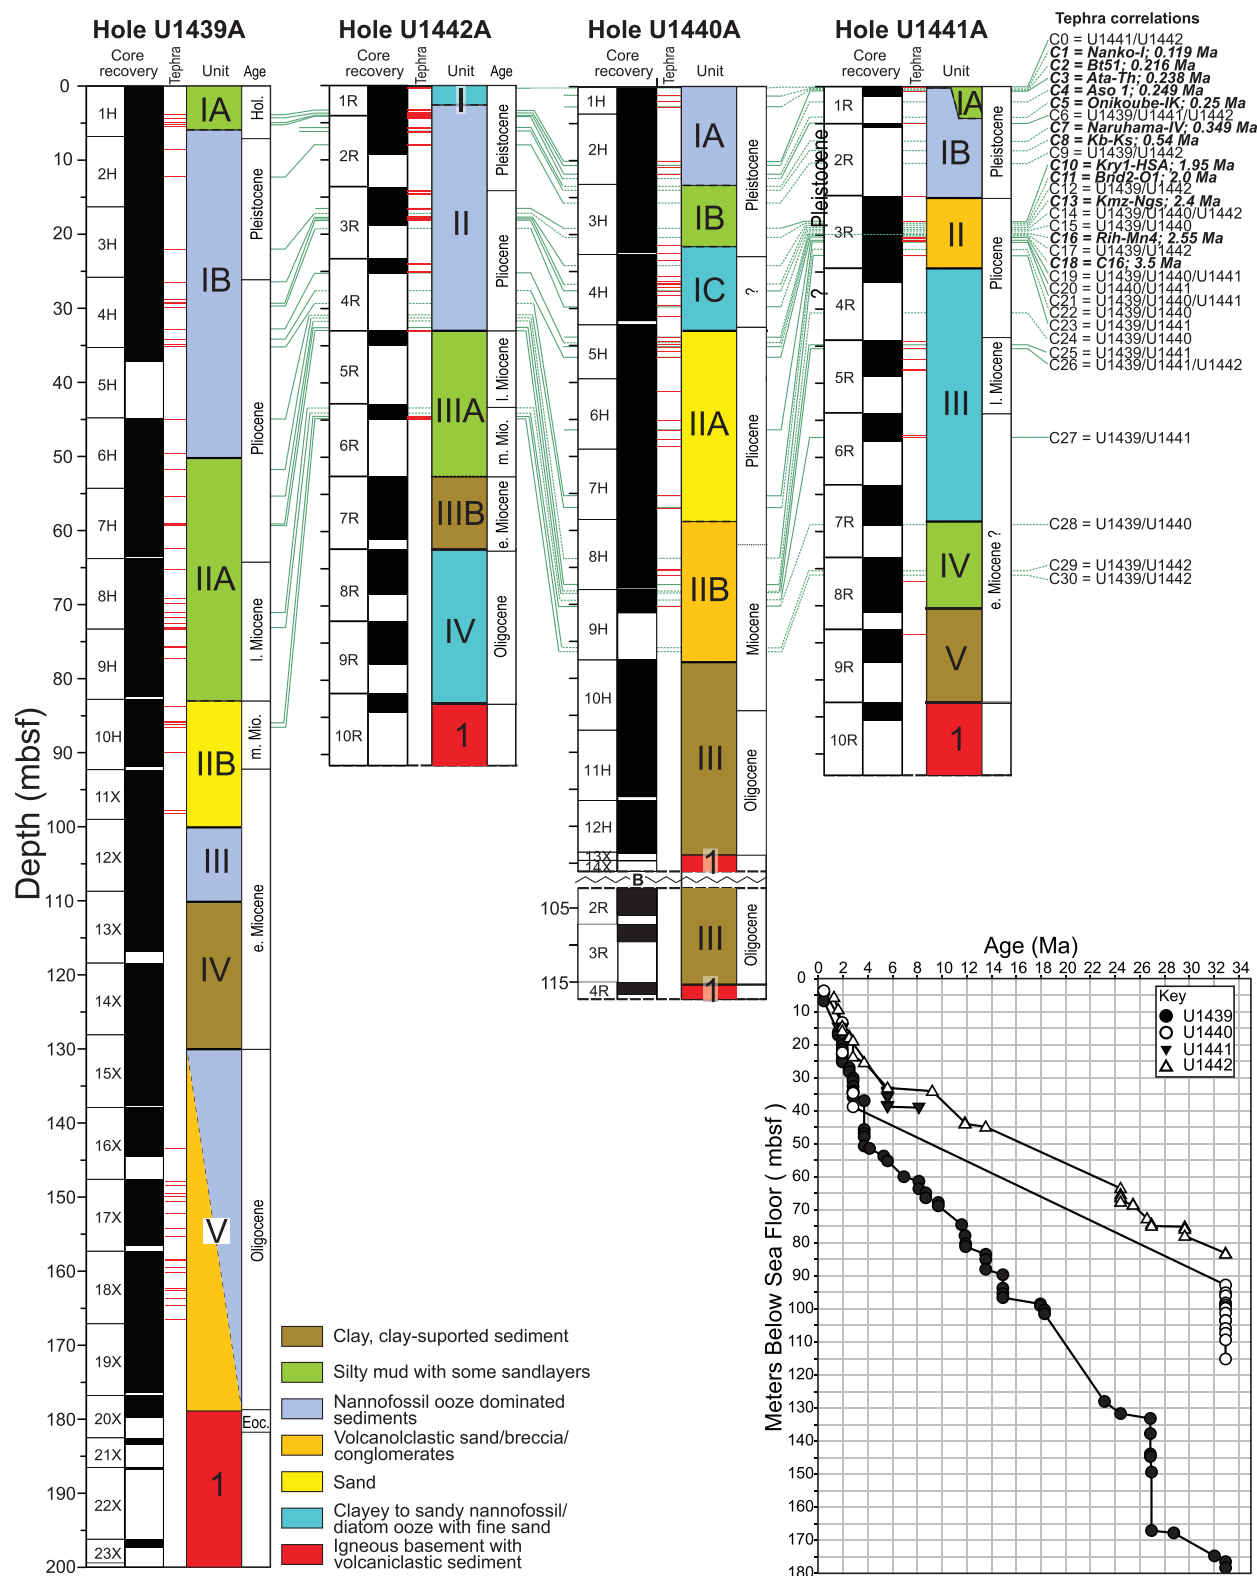 Hole U1439A
Hole U1442A
Hole U1440A
Hole U1441A
Tephra correlations
Core recovery
Tephra
Unit
Age
Core recovery
Tephra
Unit
Age
Core recovery
Tephra
Unit
Core recovery
Tephra
Unit
C0 = U1441/U1442
C1 = Nanko-I; 0.119 Ma
C2 = Bt51; 0.216 Ma
C3 = Ata-Th; 0.238 Ma
C4 = Aso 1; 0.249 Ma
C5 = Onikoube-IK; 0.25 Ma
C6 = U1439/U1441/U1442
C7 = Naruhama-IV; 0.349 Ma
C8 = Kb-Ks; 0.54 Ma
C9 = U1439/U1442
C10 = Kry1-HSA; 1.95 Ma
C11 = Bnd2-O1; 2.0 Ma
C12 = U1439/U1442
C13 = Kmz-Ngs; 2.4 Ma
C14 = U1439/U1440/U1442
C15 = U1439/U1440
C16 = Rih-Mn4; 2.55 Ma
C17 = U1439/U1442
C18 = C16; 3.5 Ma
C19 = U1439/U1440/U1441
C20 = U1440/U1441
C21 = U1439/U1440/U1441
C22 = U1439/U1440
C23 = U1439/U1441
C24 = U1439/U1440
C25 = U1439/U1441
C26 = U1439/U1441/U1442
C27 = U1439/U1441
C28 = U1439/U1440
C29 = U1439/U1442
C30 = U1439/U1442
Depth (mbsf)
0
10
20
30
40
50
60
70
80
90
100
110
120
130
140
150
160
170
180
190
200
1H
2H
3H
4H
5H
6H
7H
8H
9H
10H
11X
12X
13X
14X
15X
16X
17X
18X
19X
20X
21X
22X
23X
IA
IB
IIA
IIB
III
IV
V
1
Hol.
Pleistocene
Pliocene
l. Miocene
m. Mio.
e. Miocene
Oligocene
Eoc.
1R
2R
3R
4R
5R
6R
7R
8R
9R
10R
I
II
IIIA
IIIB
IV
1
Pleistocene
Pliocene
l. Miocene
m. Mio.
e. Miocene
Oligocene
1H
2H
3H
4H
5H
6H
7H
8H
9H
10H
11H
12H
13X
14X
B
105
115
2R
3R
4R
IA
IB
IC
IIA
IIB
III
1
III
1
Pleistocene
?
Pliocene
Miocene
Oligocene
Oligocene
1R
2R
3R
4R
5R
6R
7R
8R
9R
10R
Pleistocene
?
IA
IB
II
III
IV
V
1
Pleistocene
Pliocene
l. Miocene
e. Miocene ?
Clay, clay-suported sediment
Silty mud with some sandlayers
Nannofossil ooze dominated
sediments
Volcanolclastic sand/breccia/
conglomerates
Sand
Clayey to sandy nannofossil/
diatom ooze with fine sand
Igneous basement with
volcaniclastic sediment
Age (Ma)
0 2 4 6 8 10 12 14 16 18 20 22 24 26 28 30 32 34
Meters Below Sea Floor ( mbsf)
0
10
20
30
40
50
60
70
80
90
100
110
120
130
140
150
160
170
180
Key
U1439
U1440
U1441
U1442